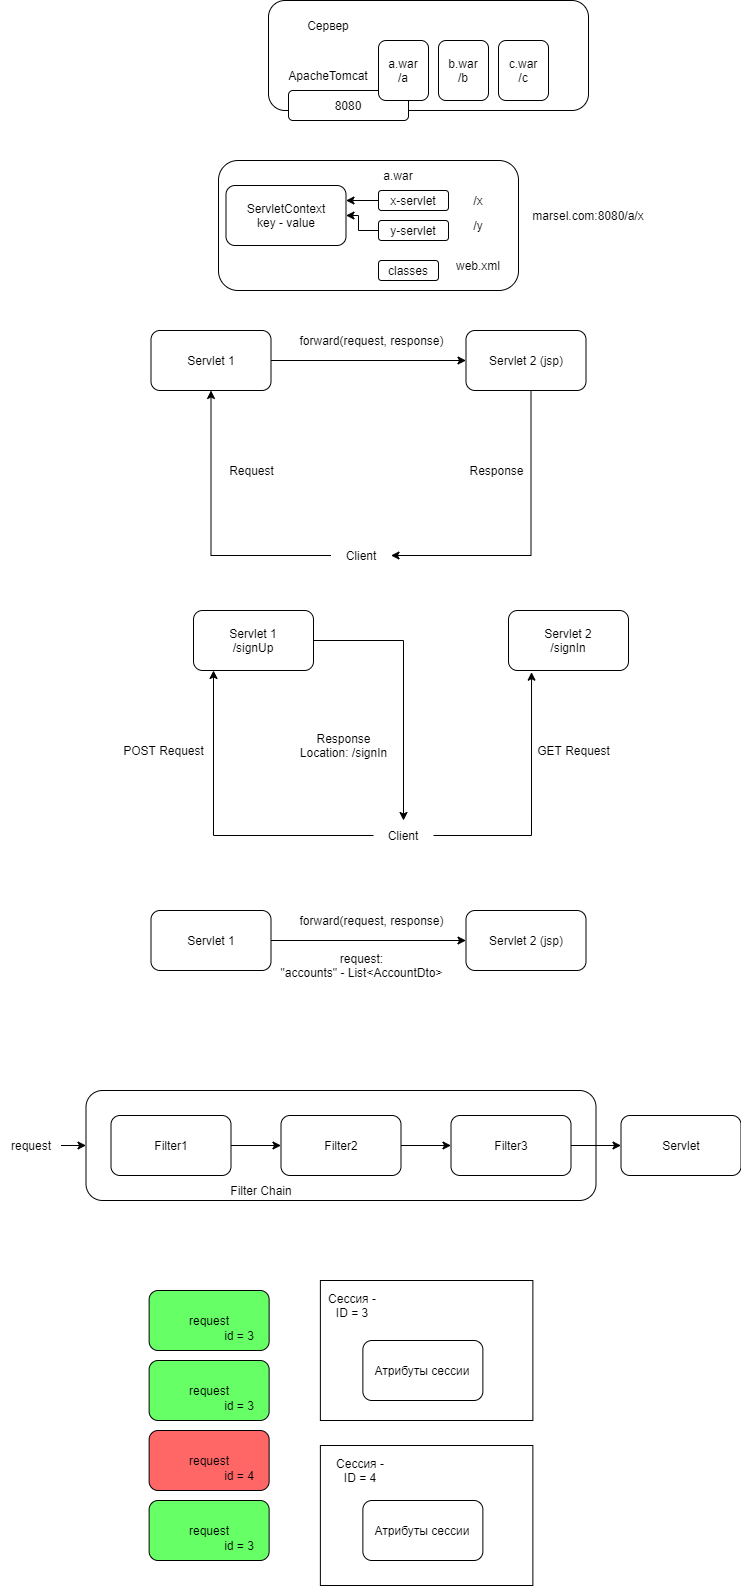 Сервер
ApacheTomcat
8080
a.war
/a
b.war
/b
c.war
/c
a.war
ServletContext
key - value
x-servlet
/x
y-servlet
/y
classes
web.xml
marsel.com:8080/a/x
Servlet 1
forward(request, response)
Servlet 2 (jsp)
Request
Response
Client
Servlet 1
/signUp
Servlet 2
/signIn
POST Request
Response
Location: /signIn
GET Request
Client
Servlet 1
forward(request, response)
Servlet 2 (jsp)
request:
"accounts" - List<AccountDto>
request
Filter1
Filter2
Filter3
Servlet
Filter Chain
request
id = 3
request
id = 3
request
id = 4
request
id = 3
Сессия -
ID = 3
Атрибуты сессии
Сессия -
ID = 4
Атрибуты сессии